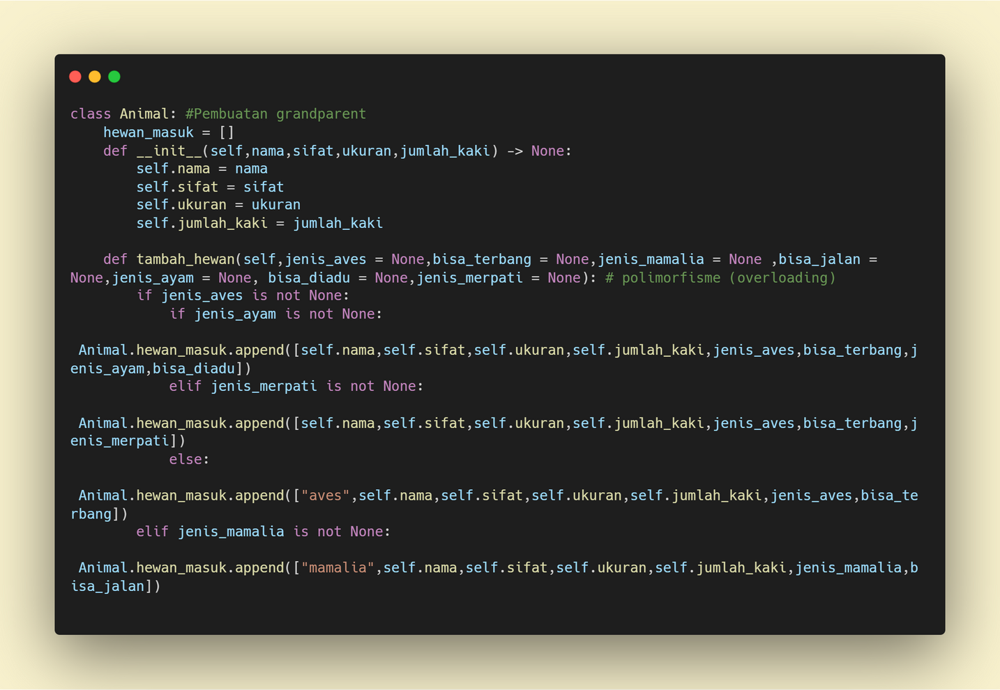 class Animal: #Pembuatan grandparent
    hewan_masuk = []
    def __init__(self,nama,sifat,ukuran,jumlah_kaki) -> None:
        self.nama = nama
        self.sifat = sifat
        self.ukuran = ukuran
        self.jumlah_kaki = jumlah_kaki

    def tambah_hewan(self,jenis_aves = None,bisa_terbang = None,jenis_mamalia = None ,bisa_jalan =
None,jenis_ayam = None, bisa_diadu = None,jenis_merpati = None): # polimorfisme (overloading)
        if jenis_aves is not None:
            if jenis_ayam is not None:

 Animal.hewan_masuk.append([self.nama,self.sifat,self.ukuran,self.jumlah_kaki,jenis_aves,bisa_terbang,j
enis_ayam,bisa_diadu])
            elif jenis_merpati is not None:

 Animal.hewan_masuk.append([self.nama,self.sifat,self.ukuran,self.jumlah_kaki,jenis_aves,bisa_terbang,j
enis_merpati])
            else:

 Animal.hewan_masuk.append(["aves",self.nama,self.sifat,self.ukuran,self.jumlah_kaki,jenis_aves,bisa_te
rbang])
        elif jenis_mamalia is not None:

 Animal.hewan_masuk.append(["mamalia",self.nama,self.sifat,self.ukuran,self.jumlah_kaki,jenis_mamalia,b
isa_jalan])